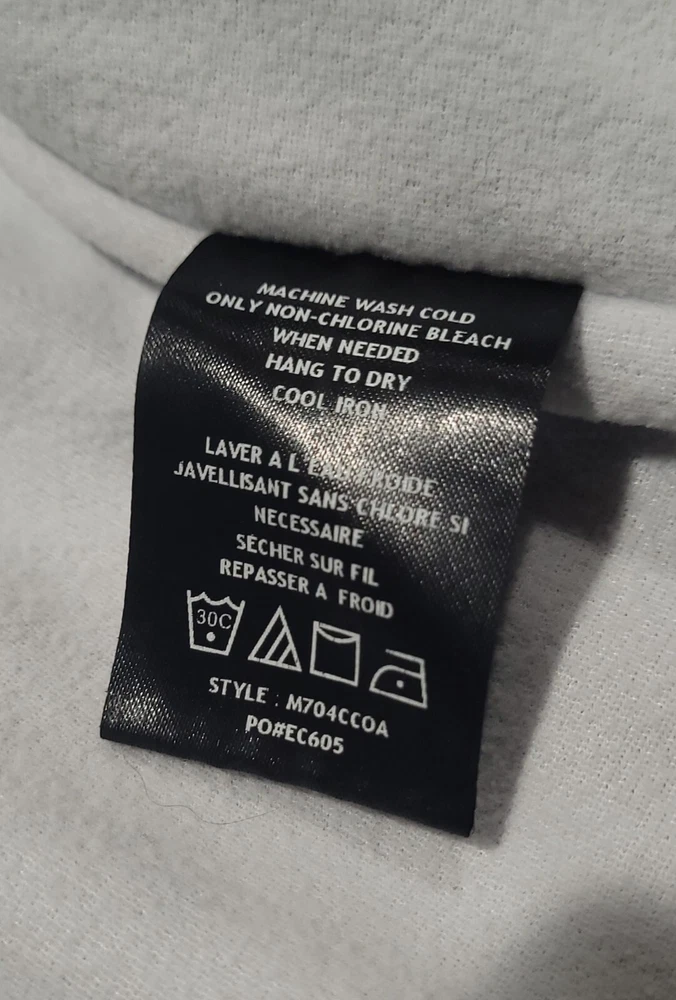 MACHINE WASH COLD
ONLY NON-CHLORINE BLEACH
WHEN NEEDED
HANG TO DRY
COOL IRON
LAVER A L'EAU FROIDE
JAVELLISANT SANS CHLORE SI
NECESSAIRE
SÉCHER SUR FIL
REPASSER A FROID
30C
STYLE : M704CCOA
PO#EC605